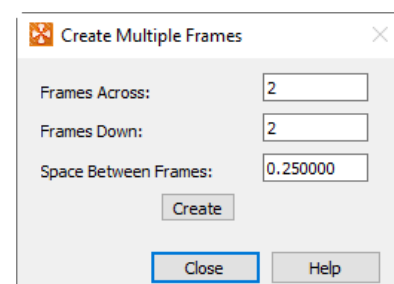 Create Multiple Frames
Frames Across: 2
Frames Down: 2
Space Between Frames: 0.250000
Create
Close Help